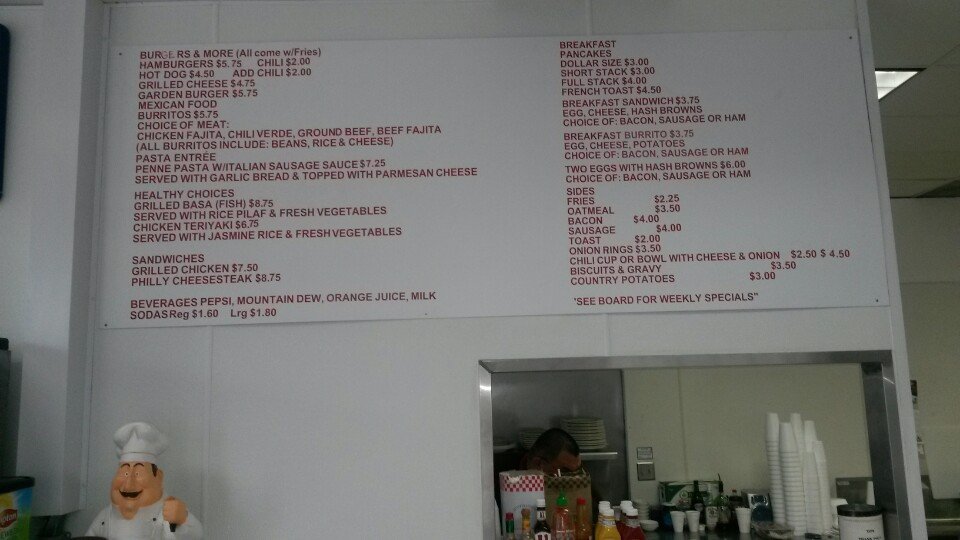 BURGERS & MORE (All come w/Fries)
HAMBURGERS $5.75 CHILI $2.00
HOT DOG $4.50 ADD CHILI $2.00
GRILLED CHEESE $4.75
GARDEN BURGER $5.75
MEXICAN FOOD
BURRITOS $5.75
CHOICE OF MEAT:
CHICKEN FAJITA, CHILI VERDE, GROUND BEEF, BEEF FAJITA
(ALL BURRITOS INCLUDE: BEANS, RICE & CHEESE)
PASTA ENTRÉE
PENNE PASTA W/ITALIAN SAUSAGE SAUCE $7.25
SERVED WITH GARLIC BREAD & TOPPED WITH PARMESAN CHEESE
HEALTHY CHOICES
GRILLED BASA (FISH) $8.75
SERVED WITH RICE PILAF & FRESH VEGETABLES
CHICKEN TERIYAKI $6.75
SERVED WITH JASMINE RICE & FRESH VEGETABLES
SANDWICHES
GRILLED CHICKEN $7.50
PHILLY CHEESESTEAK $8.75
BEVERAGES PEPSI, MOUNTAIN DEW, ORANGE JUICE, MILK
SODAS Reg $1.60 Lrg $1.80
BREAKFAST
PANCAKES
DOLLAR SIZE $3.00
SHORT STACK $3.00
FULL STACK $4.00
FRENCH TOAST $4.50
BREAKFAST SANDWICH $3.75
EGG, CHEESE, HASH BROWNS
CHOICE OF: BACON, SAUSAGE OR HAM
BREAKFAST BURRITO $3.75
EGG, CHEESE, POTATOES
CHOICE OF: BACON, SAUSAGE OR HAM
TWO EGGS WITH HASH BROWNS $6.00
CHOICE OF: BACON, SAUSAGE OR HAM
SIDES
FRIES $2.25
OATMEAL $3.50
BACON $4.00
SAUSAGE $4.00
TOAST $2.00
ONION RINGS $3.50
CHILI CUP OR BOWL WITH CHEESE & ONION $2.50 $ 4.50
BISCUITS & GRAVY $3.50
COUNTRY POTATOES $3.00
"SEE BOARD FOR WEEKLY SPECIALS"